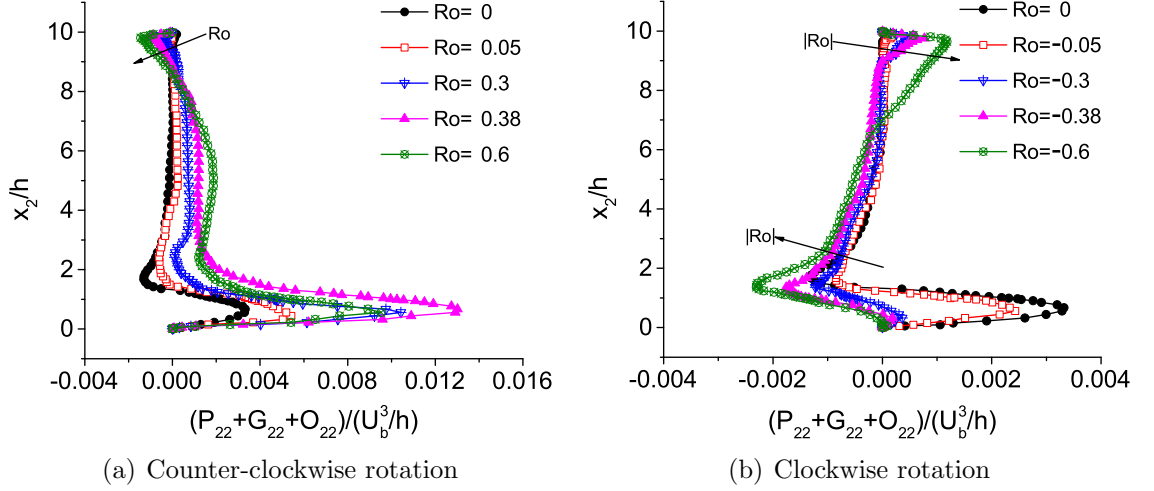 10
8
6
4
2
0
x₂/h
-0.004
0.000
0.004
0.008
0.012
0.016
(P₂₂+G₂₂+O₂₂)/(U_b³/h)
Ro
Ro= 0
Ro= 0.05
Ro= 0.3
Ro= 0.38
Ro= 0.6
(a) Counter-clockwise rotation
10
8
6
4
2
0
x₂/h
-0.004
-0.002
0.000
0.002
0.004
(P₂₂+G₂₂+O₂₂)/(U_b³/h)
|Ro|
|Ro|
Ro= 0
Ro=−0.05
Ro=−0.3
Ro=−0.38
Ro=−0.6
(b) Clockwise rotation